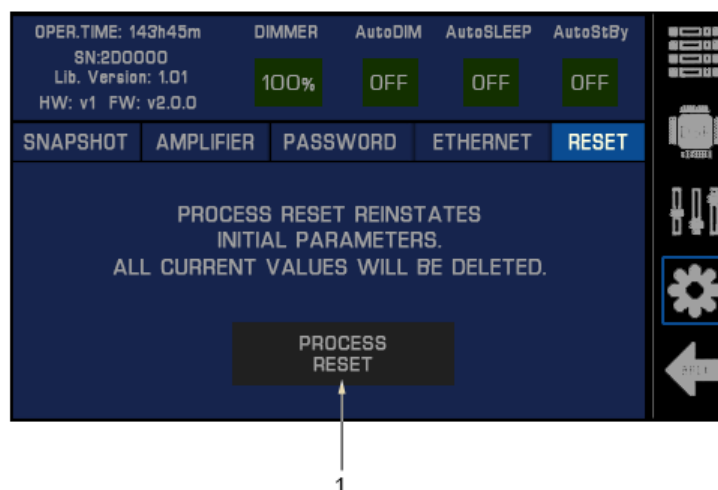 OPER.TIME: 143h45m
SN:2D0000
Lib. Version: 1.01
HW: v1 FW: v2.0.0
DIMMER AutoDIM AutoSLEEP AutoStBy
100% OFF OFF OFF
SNAPSHOT AMPLIFIER PASSWORD ETHERNET RESET
PROCESS RESET REINSTATES
INITIAL PARAMETERS.
ALL CURRENT VALUES WILL BE DELETED.
PROCESS
RESET
1